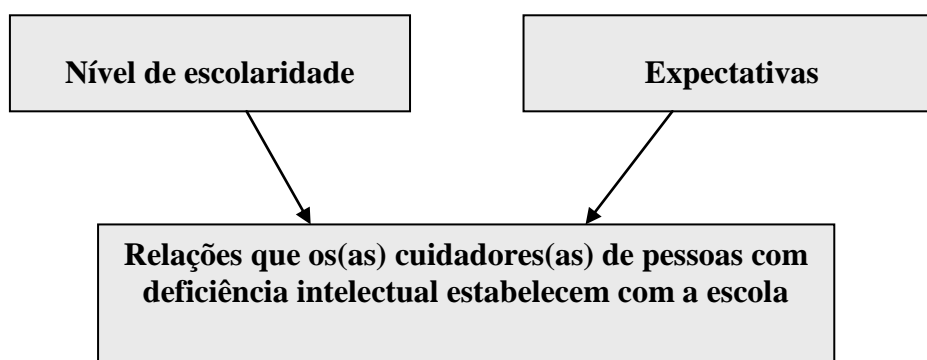 Nível de escolaridade
Expectativas
Relações que os(as) cuidadores(as) de pessoas com
deficiência intelectual estabelecem com a escola